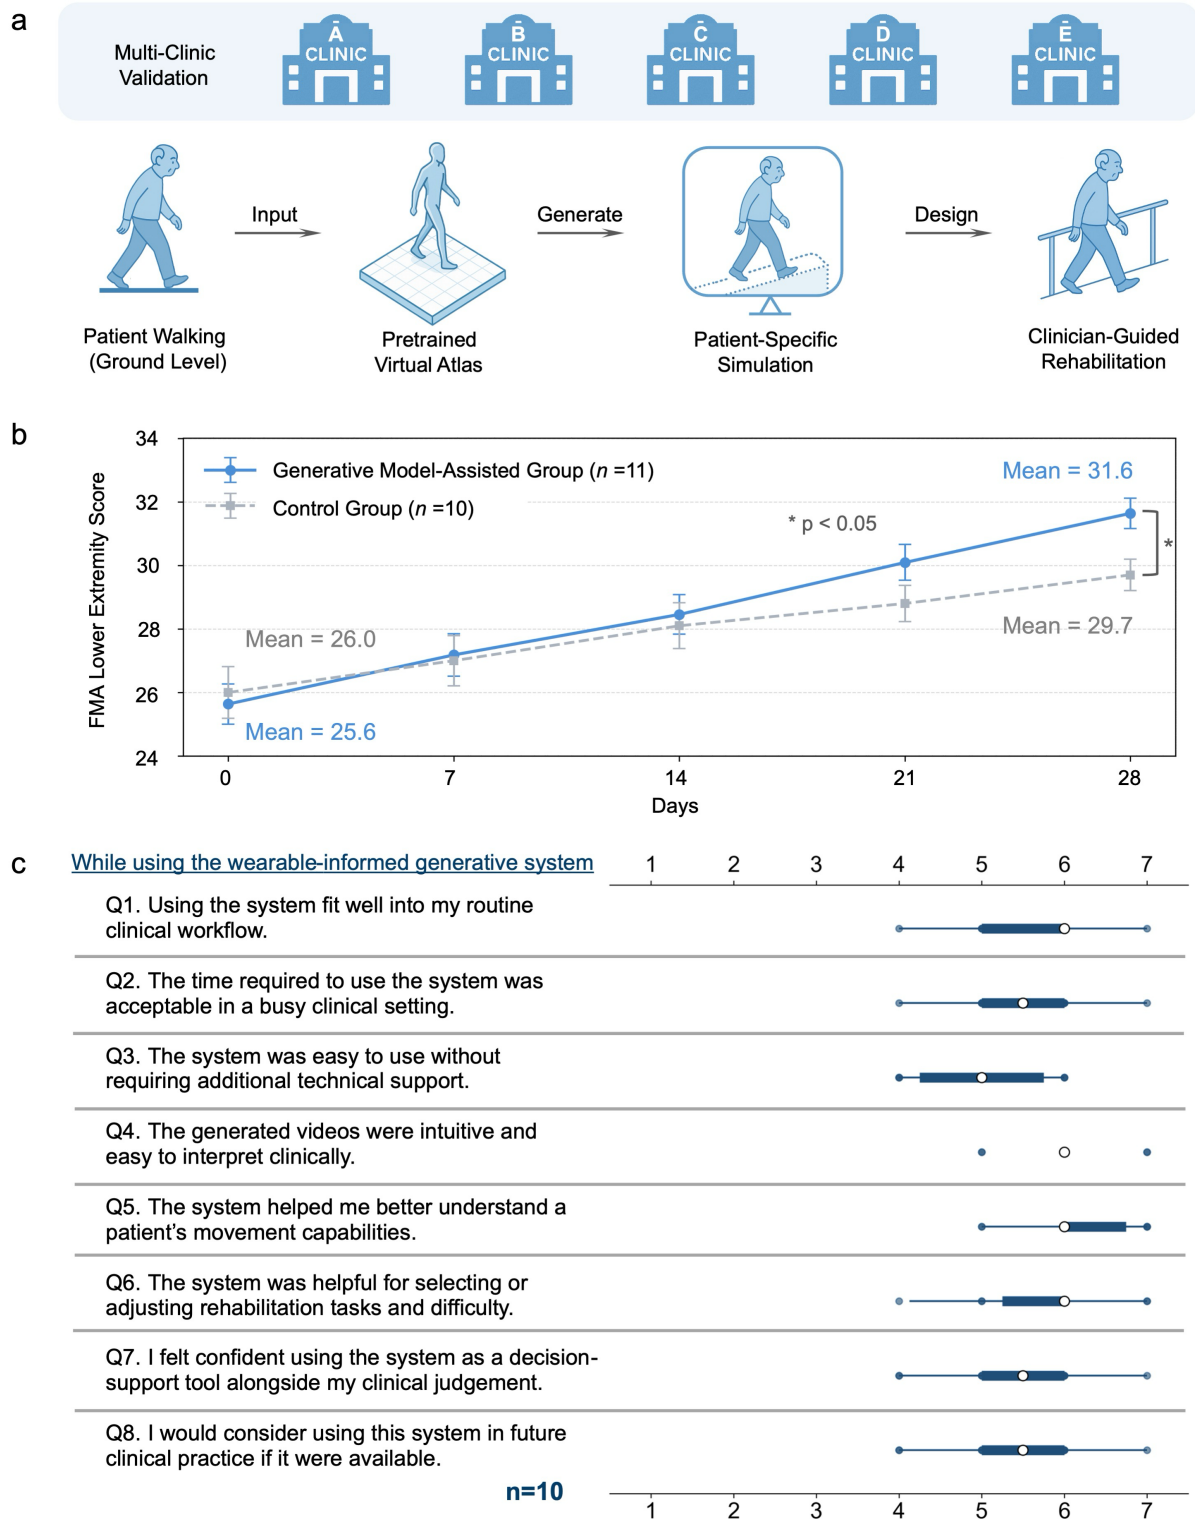 a
Multi-Clinic
Validation
A
CLINIC
B
CLINIC
C
CLINIC
D
CLINIC
E
CLINIC
Input
Generate
Design
Patient Walking
(Ground Level)
Pretrained
Virtual Atlas
Patient-Specific
Simulation
Clinician-Guided
Rehabilitation
b
FMA Lower Extremity Score
34
32
30
28
26
24
Generative Model-Assisted Group (n =11)
Control Group (n =10)
Mean = 31.6
* p < 0.05
*
Mean = 26.0
Mean = 29.7
Mean = 25.6
0 7 14 21 28
Days
c
While using the wearable-informed generative system
1 2 3 4 5 6 7
Q1. Using the system fit well into my routine
clinical workflow.
Q2. The time required to use the system was
acceptable in a busy clinical setting.
Q3. The system was easy to use without
requiring additional technical support.
Q4. The generated videos were intuitive and
easy to interpret clinically.
Q5. The system helped me better understand a
patient’s movement capabilities.
Q6. The system was helpful for selecting or
adjusting rehabilitation tasks and difficulty.
Q7. I felt confident using the system as a decision-
support tool alongside my clinical judgement.
Q8. I would consider using this system in future
clinical practice if it were available.
n=10
1 2 3 4 5 6 7